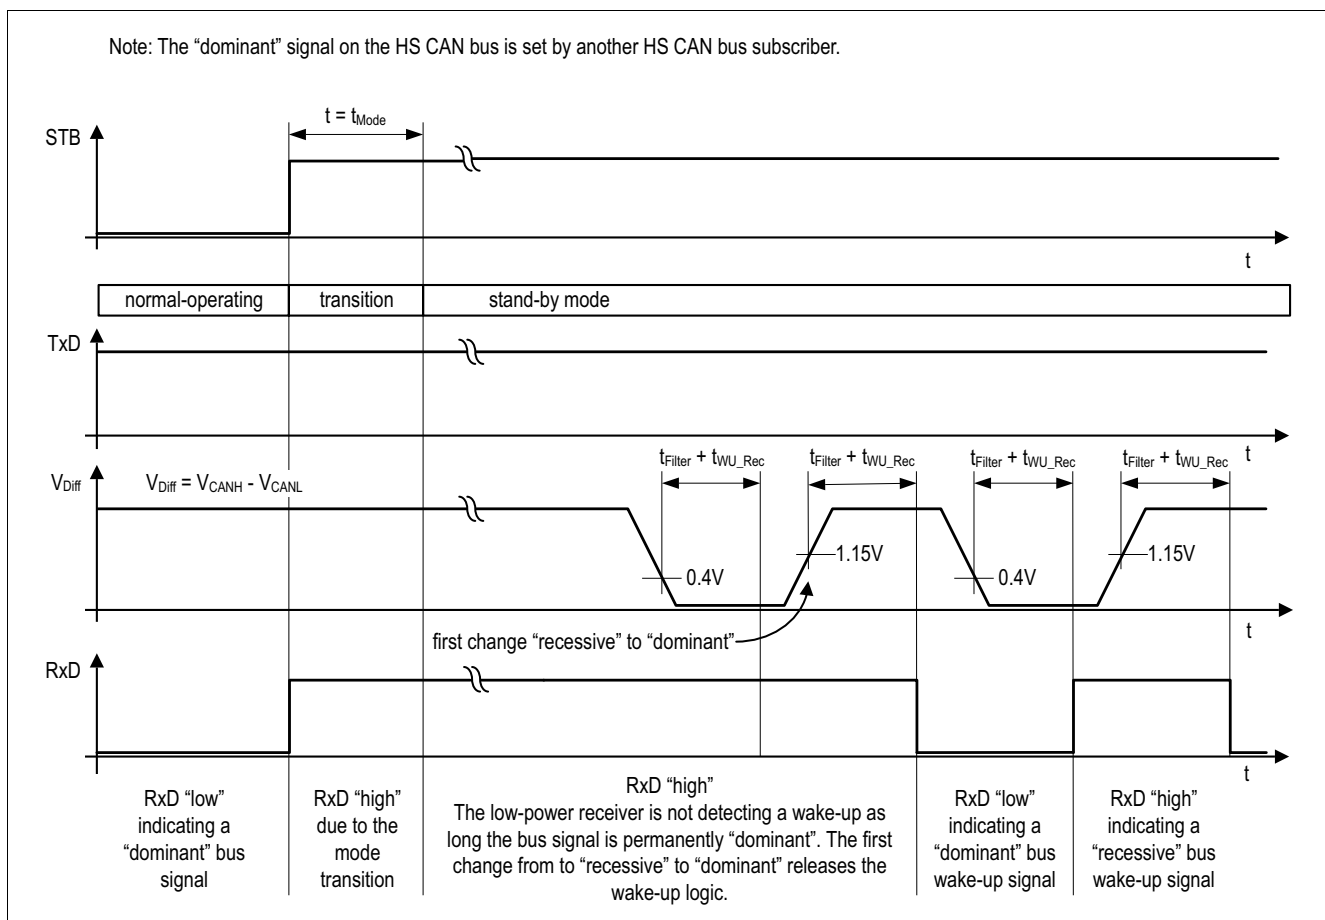 Note: The “dominant” signal on the HS CAN bus is set by another HS CAN bus subscriber.
t = tMode
STB
t
normal-operating transition stand-by mode
TxD
t
tFilter + tWU_Rec tFilter + tWU_Rec tFilter + tWU_Rec tFilter + tWU_Rec
VDiff VDiff = VCANH - VCANL
1.15V 1.15V
0.4V 0.4V
t
first change “recessive” to “dominant”
RxD
t
RxD “low”
indicating a
“dominant” bus
signal
RxD “high”
due to the
mode
transition
RxD “high”
The low-power receiver is not detecting a wake-up as
long the bus signal is permanently “dominant”. The first
change from to “recessive” to “dominant” releases the
wake-up logic.
RxD “low”
indicating a
“dominant” bus
wake-up signal
RxD “high”
indicating a
“recessive” bus
wake-up signal